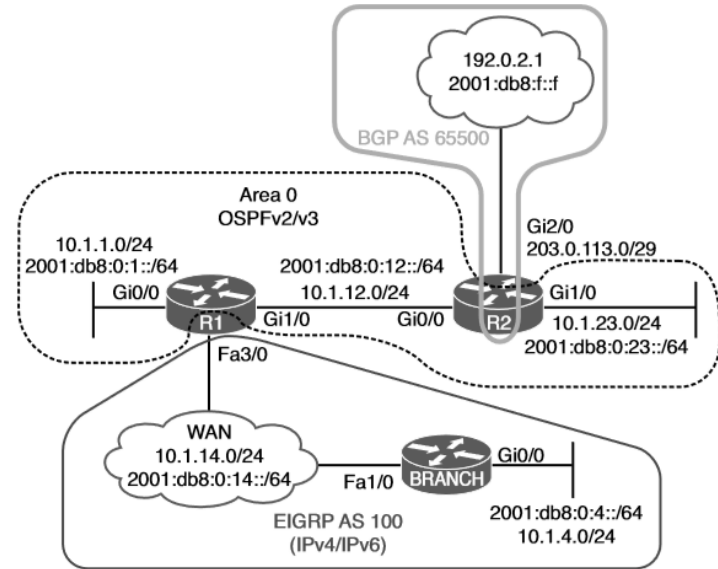 192.0.2.1
2001:db8:f::f
BGP AS 65500
Area 0
OSPFv2/v3
Gi2/0
203.0.113.0/29
10.1.1.0/24
2001:db8:0:1::/64
2001:db8:0:12::/64
10.1.12.0/24
Gi0/0
R1
Gi1/0
Gi0/0
R2
Gi1/0
10.1.23.0/24
2001:db8:0:23::/64
Fa3/0
WAN
10.1.14.0/24
2001:db8:0:14::/64
Fa1/0
BRANCH
Gi0/0
2001:db8:0:4::/64
10.1.4.0/24
EIGRP AS 100
(IPv4/IPv6)